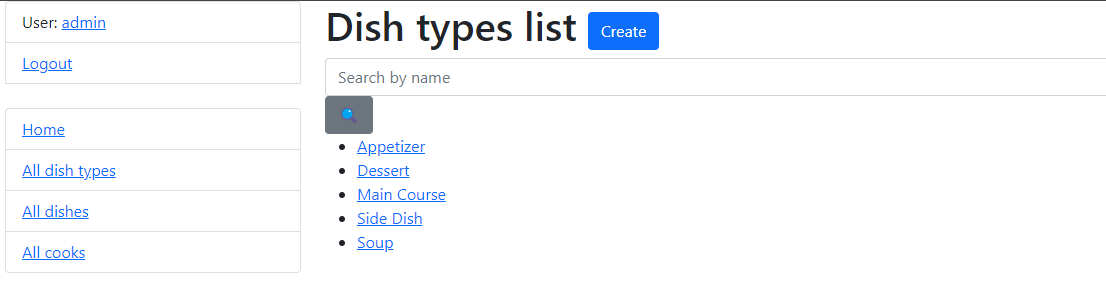 User: admin
Logout
Home
All dish types
All dishes
All cooks
Dish types list Create
Search by name
Appetizer
Dessert
Main Course
Side Dish
Soup